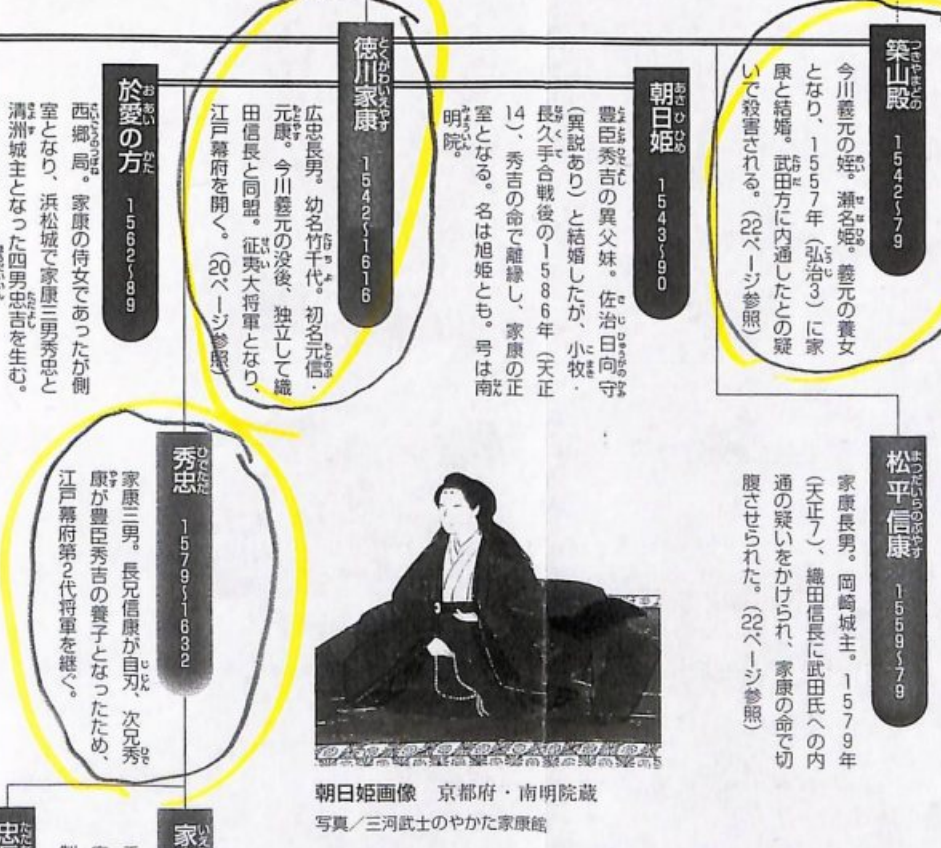 築山殿 1542~79
今川義元の姪。瀬名姫。義元の養女
となり、1557年(弘治3)に家
康と結婚。武田方に内通したとの疑
いで殺害される。(22ページ参照)
松平信康 1559~79
家康長男。岡崎城主。1579年
(天正7)、織田信長に武田氏への内
通の疑いをかけられ、家康の命で切
腹させられた。(22ページ参照)
朝日姫 1543~90
豊臣秀吉の異父妹。佐治日向守
(異説あり)と結婚したが、小牧・
長久手合戦後の1586年(天正
14)、秀吉の命で離縁し、家康の正
室となる。名は旭姫とも。号は南
明院。
徳川家康 1542~1616
広忠長男。幼名竹千代。初名元信・
元康。今川義元の没後、独立して織
田信長と同盟。征夷大将軍となり、
江戸幕府を開く。(20ページ参照)
於愛の方 1562~89
西郷局。家康の侍女であったが側
室となり、浜松城で家康三男秀忠と
清洲城主となった四男忠吉を生む。
秀忠 1579~1632
家康三男。長兄信康が自刃、次兄秀
康が豊臣秀吉の養子となったため、
江戸幕府第2代将軍を継ぐ。
朝日姫画像 京都府・南明院蔵
写真/三河武士のやかた家康館
家
忠